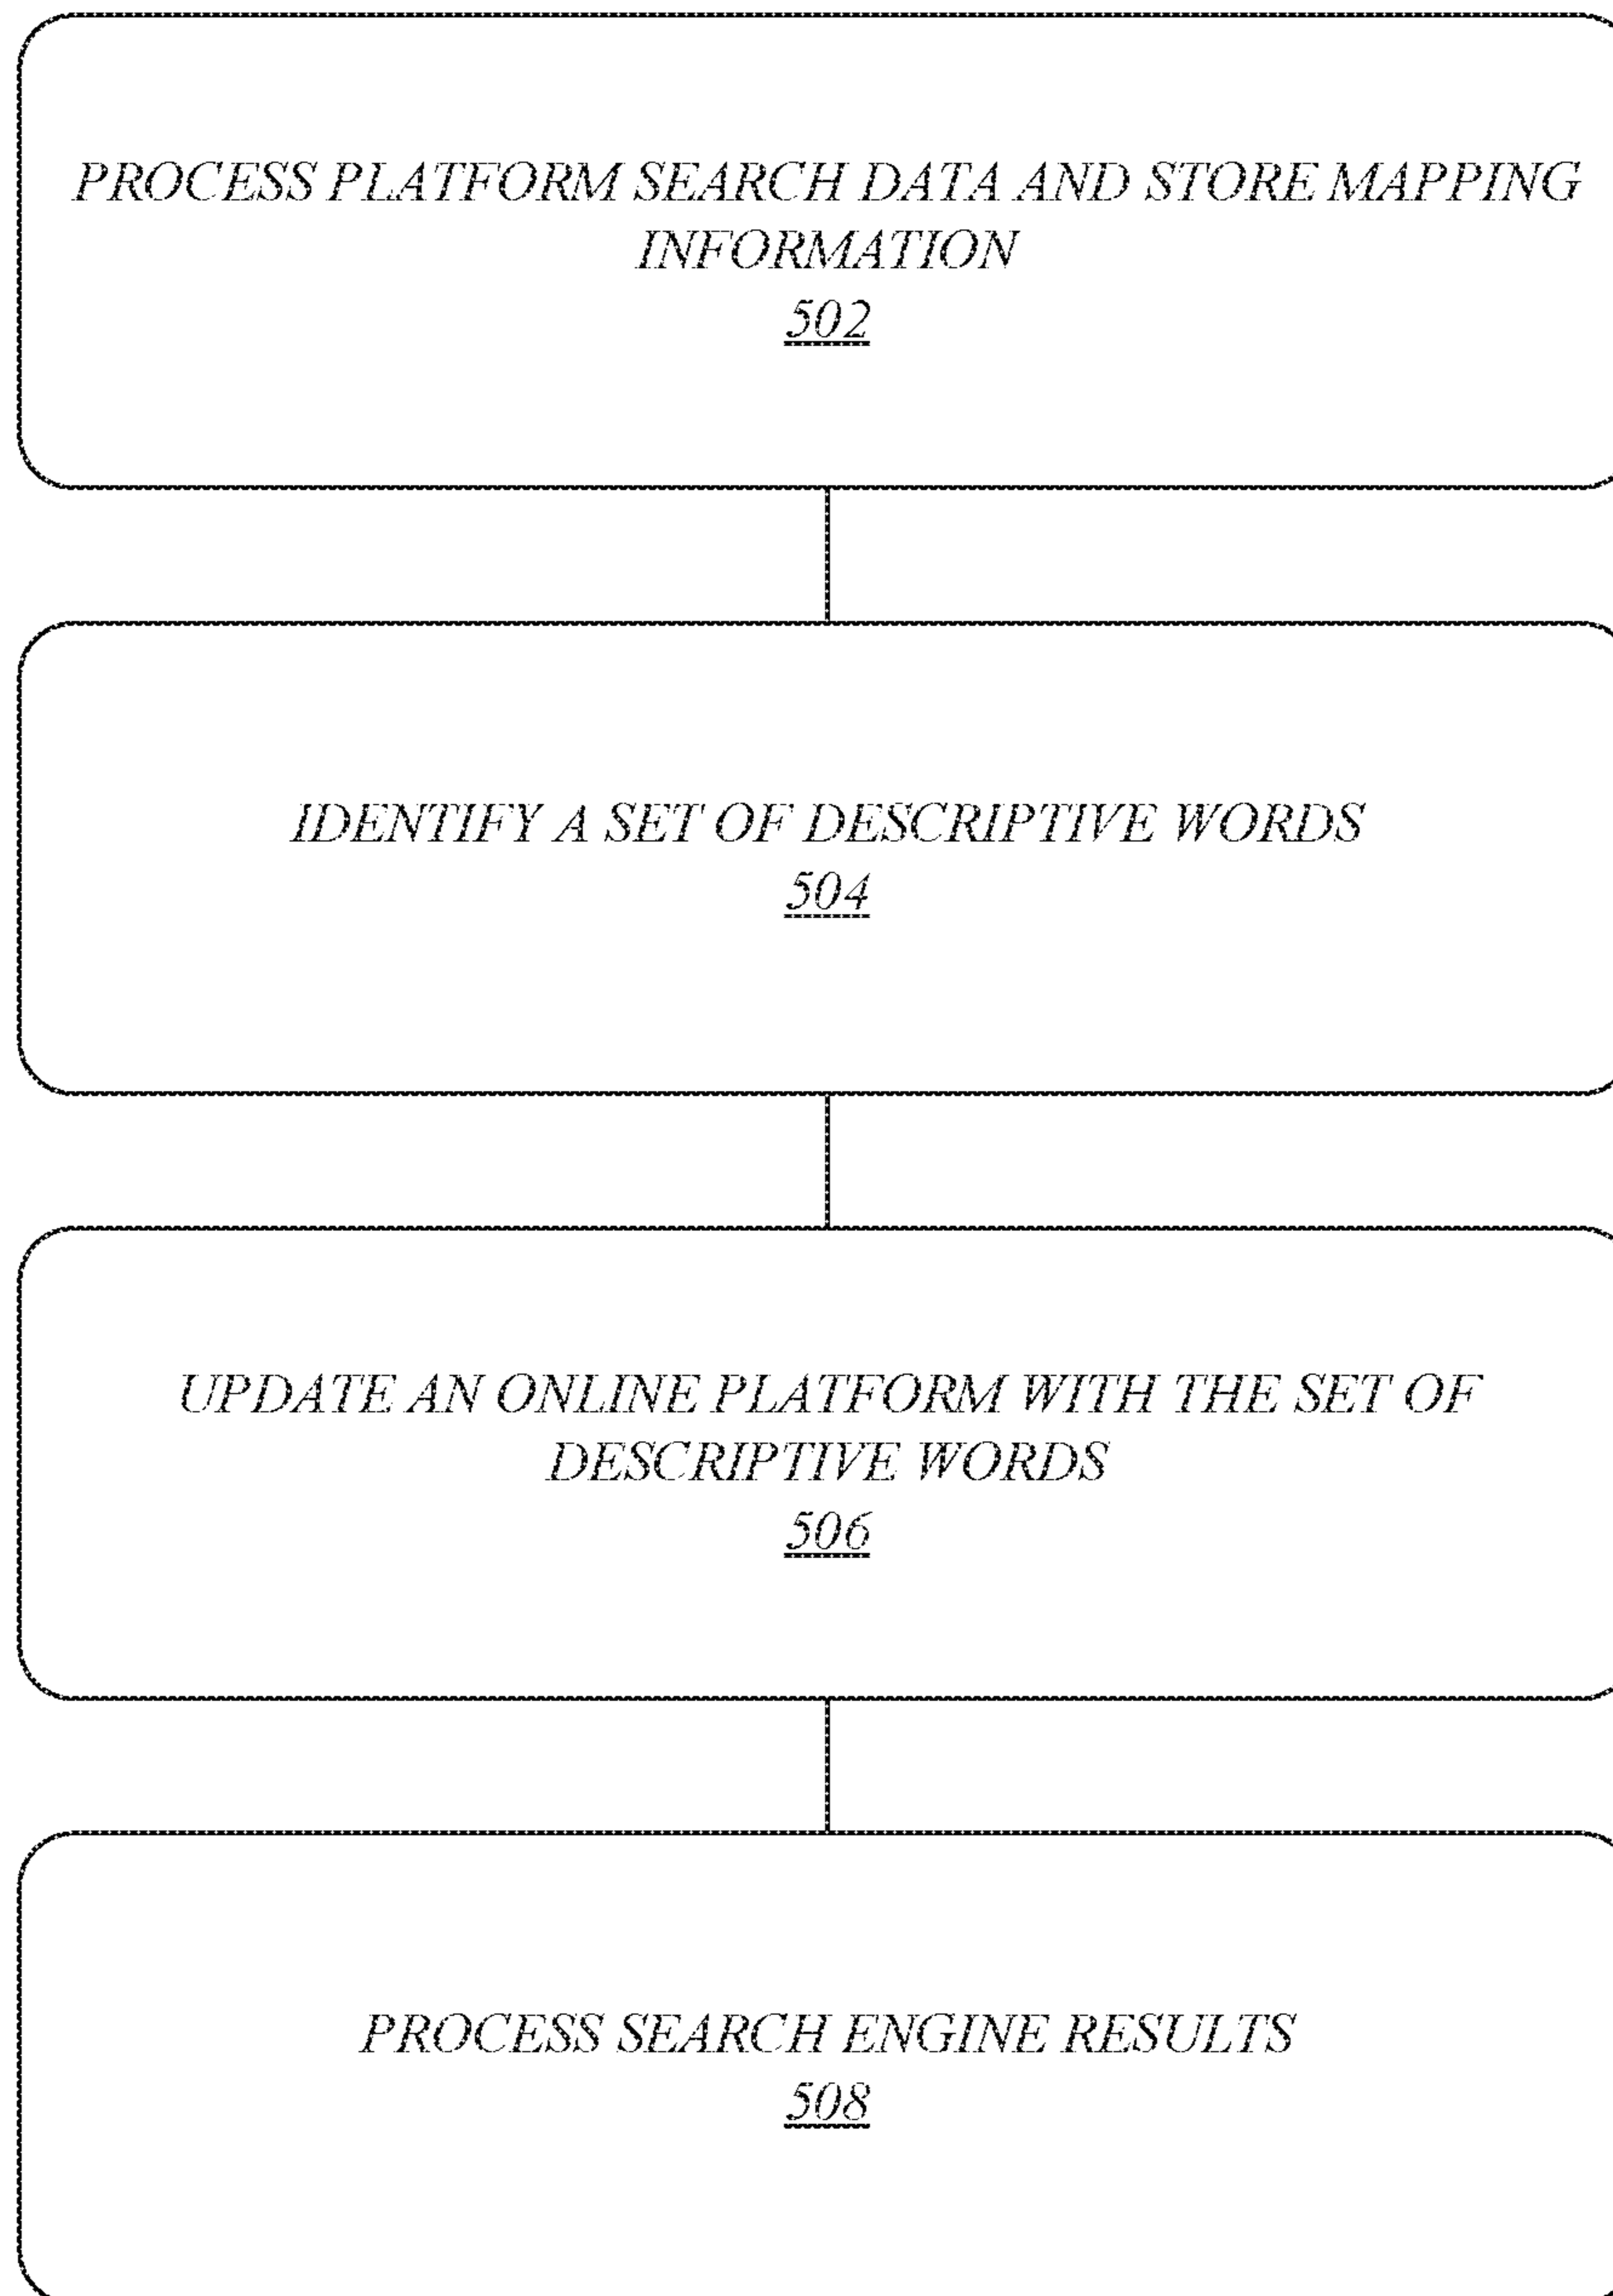 PROCESS PLATFORM SEARCH DATA AND STORE MAPPING
INFORMATION
502
IDENTIFY A SET OF DESCRIPTIVE WORDS
504
UPDATE AN ONLINE PLATFORM WITH THE SET OF
DESCRIPTIVE WORDS
506
PROCESS SEARCH ENGINE RESULTS
508